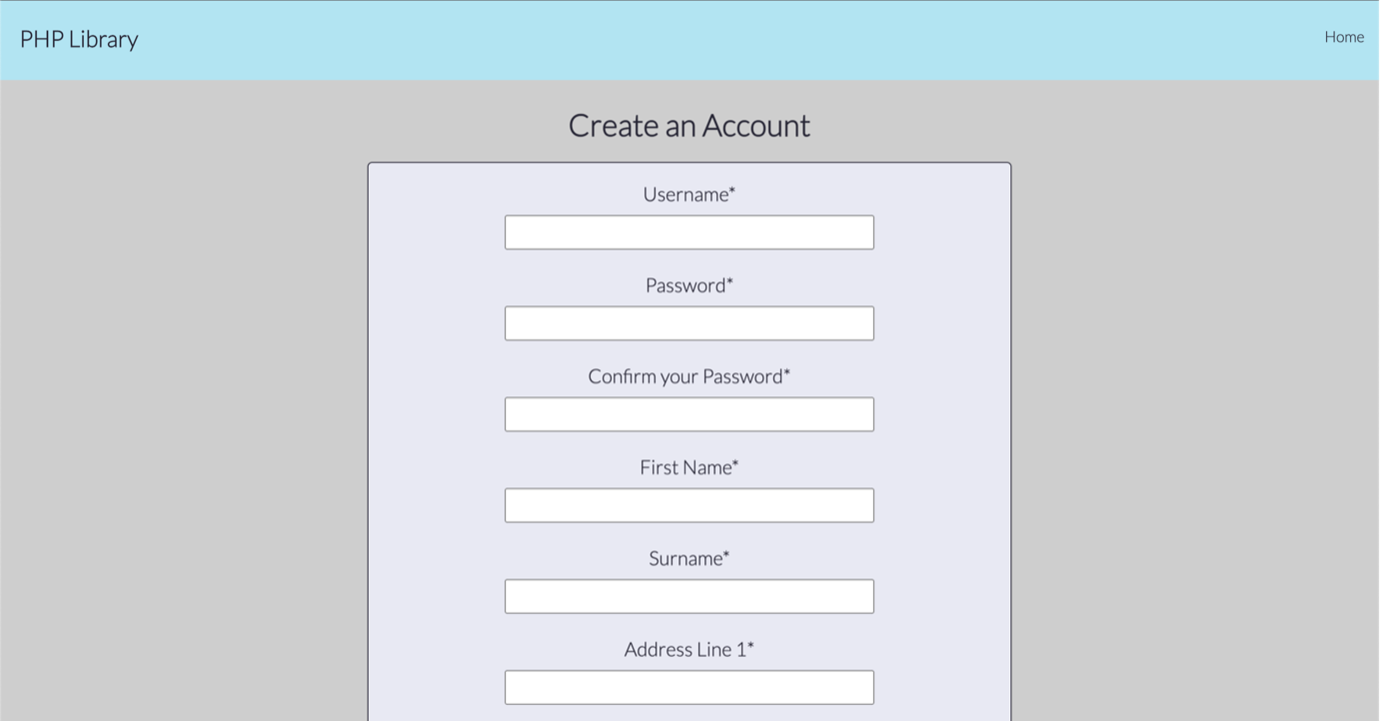 PHP Library
Home
Create an Account
Username*
Password*
Confirm your Password*
First Name*
Surname*
Address Line 1*